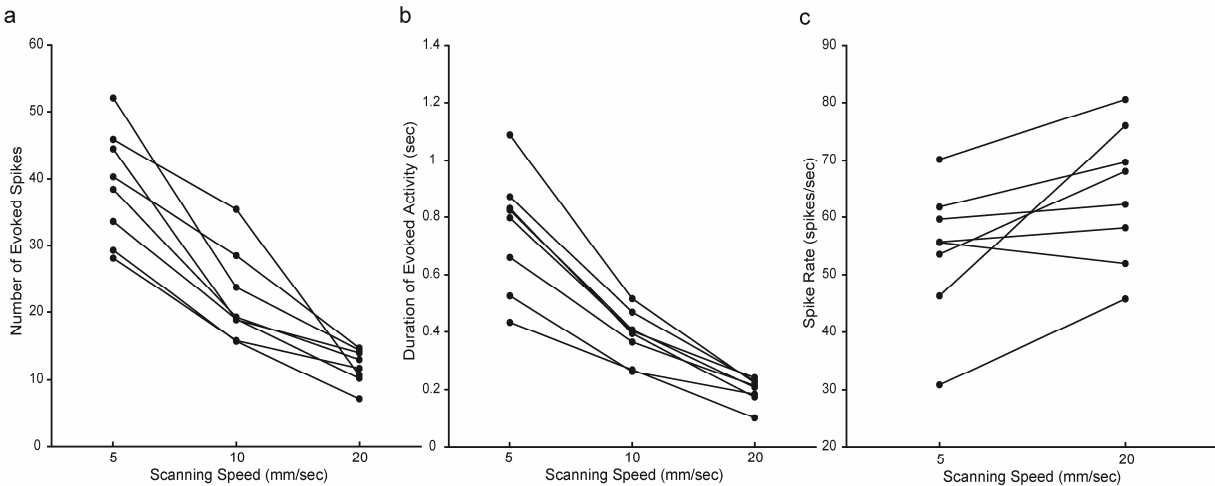 a
Number of Evoked Spikes
60
50
40
30
20
10
0
5 10 20
Scanning Speed (mm/sec)
b
Duration of Evoked Activity (sec)
1.4
1.2
1
0.8
0.6
0.4
0.2
0
5 10 20
Scanning Speed (mm/sec)
c
Spike Rate (spikes/sec)
90
80
70
60
50
40
30
20
5 20
Scanning Speed (mm/sec)